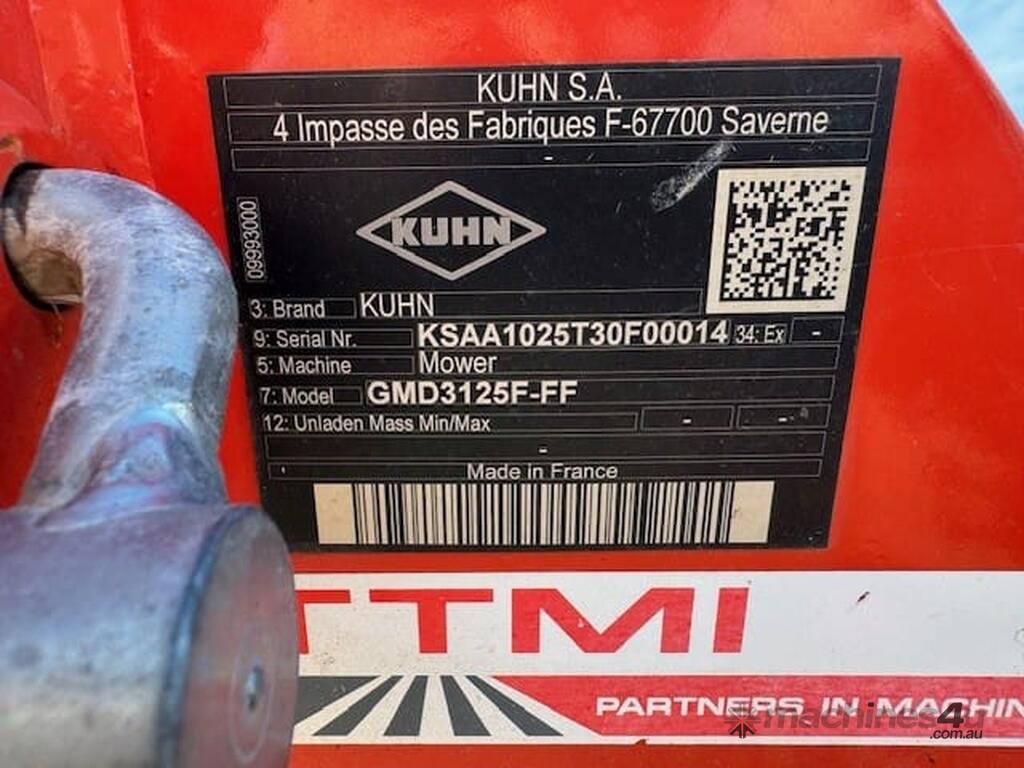 KUHN S.A.
4 Impasse des Fabriques F-67700 Saverne
-
09993000
KUHN
3: Brand KUHN
9: Serial Nr. KSAA1025T30F00014 34: Ex -
5: Machine Mower
7: Model GMD3125F-FF
12: Unladen Mass Min/Max - -
-
Made in France
TTMI
PARTNERS IN MACHIN
machines4u
.com.au